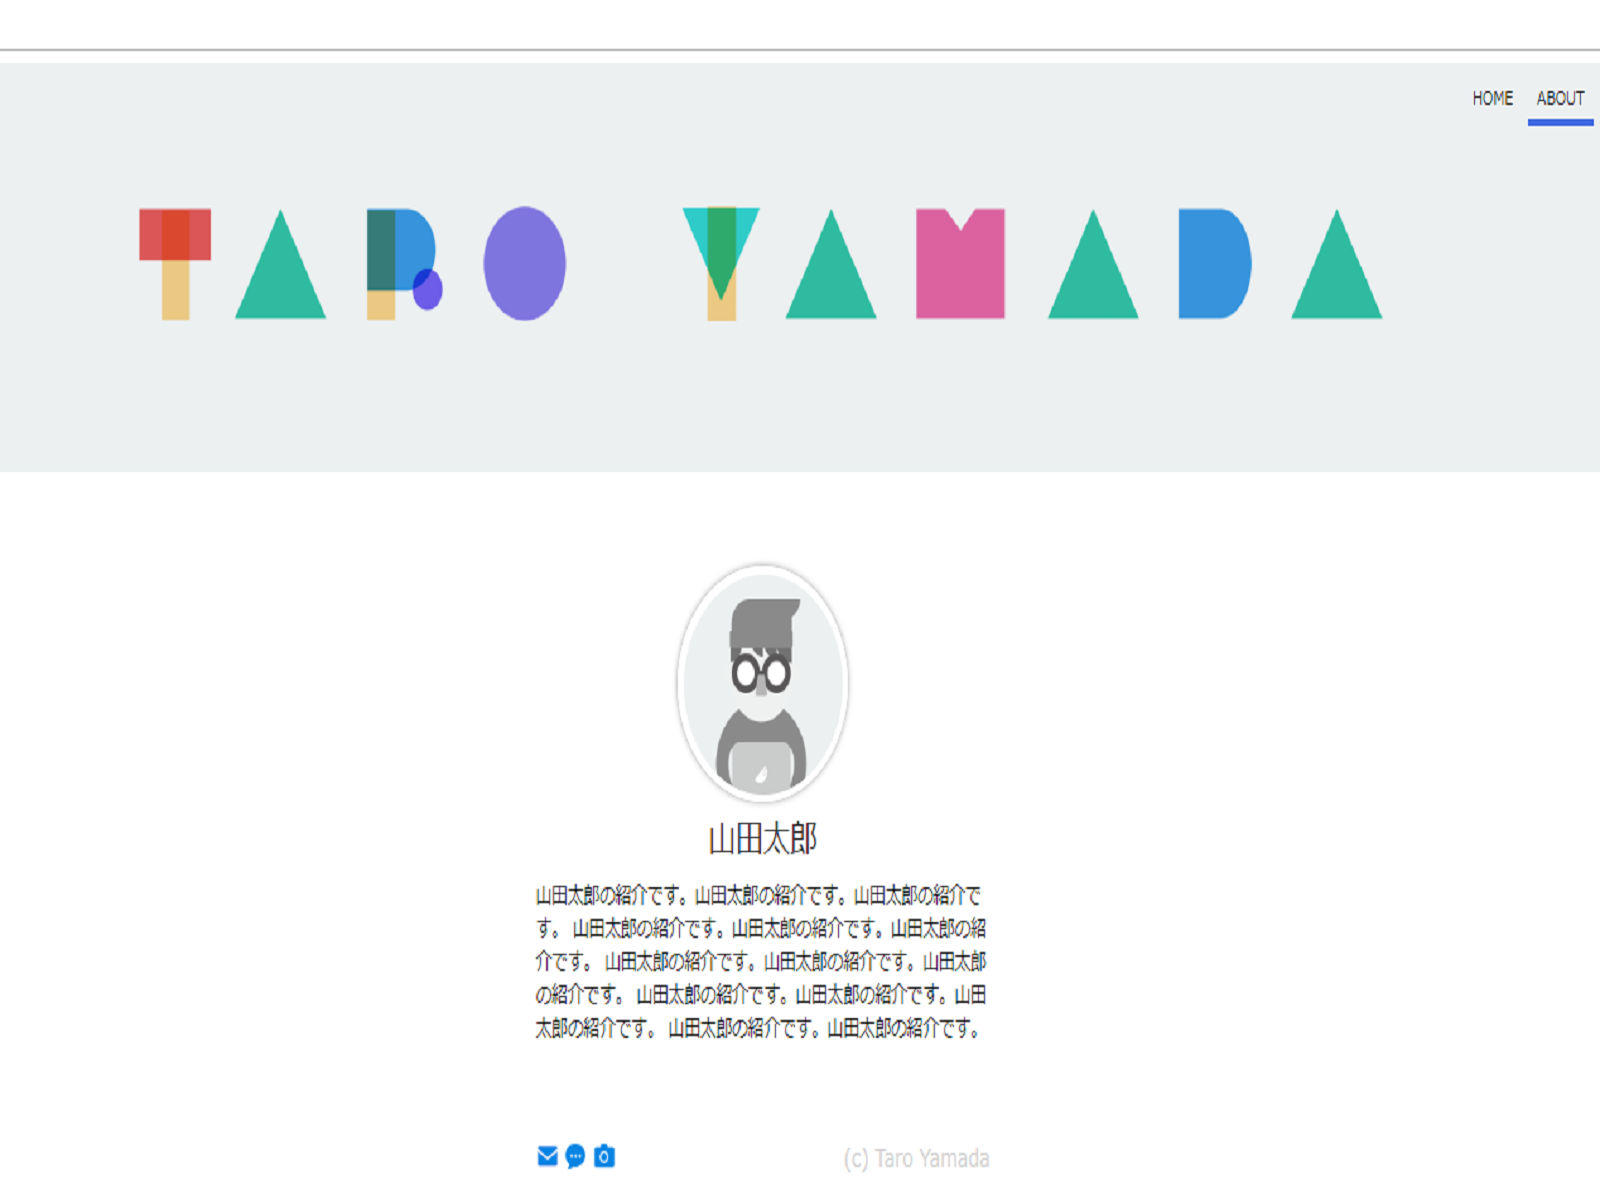 HOME ABOUT
TARO YAMADA
山田太郎
山田太郎の紹介です。山田太郎の紹介です。山田太郎の紹介で
す。 山田太郎の紹介です。山田太郎の紹介です。山田太郎の紹
介です。 山田太郎の紹介です。山田太郎の紹介です。山田太郎
の紹介です。 山田太郎の紹介です。山田太郎の紹介です。山田
太郎の紹介です。 山田太郎の紹介です。山田太郎の紹介です。
(c) Taro Yamada